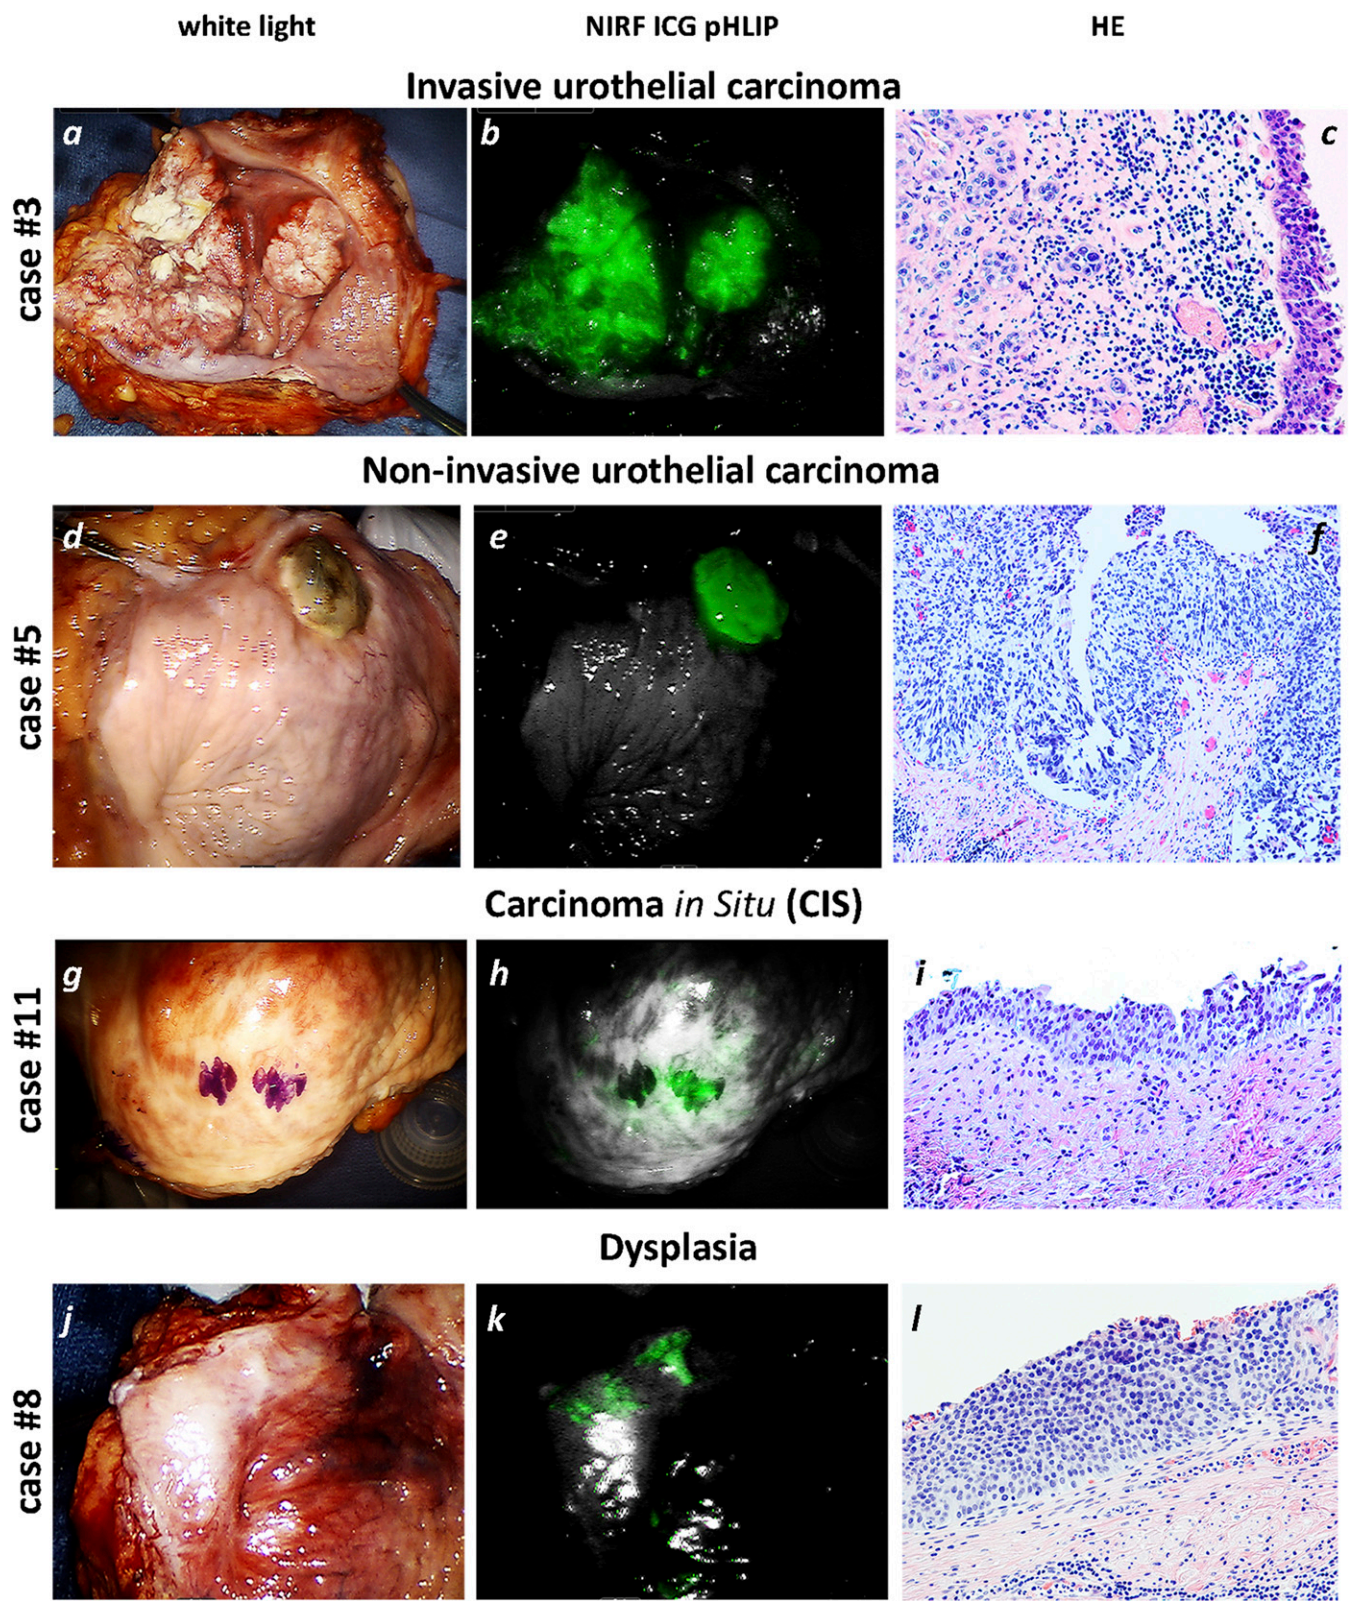 white light NIRF ICG pHLIP HE
Invasive urothelial carcinoma
case #3
a b c
Non-invasive urothelial carcinoma
case #5
d e f
Carcinoma in Situ (CIS)
case #11
g h i
Dysplasia
case #8
j k l